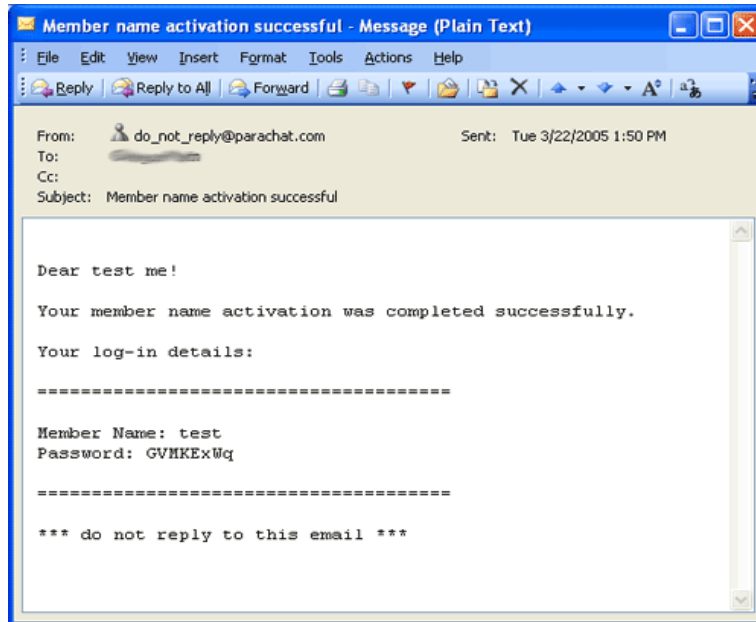 Member name activation successful - Message (Plain Text)
File Edit View Insert Format Tools Actions Help
Reply Reply to All Forward
From: do_not_reply@parachat.com Sent: Tue 3/22/2005 1:50 PM
To:
Cc:
Subject: Member name activation successful
Dear test me!
Your member name activation was completed successfully.
Your log-in details:
======================================
Member Name: test
Password: GVMKExWq
======================================
*** do not reply to this email ***